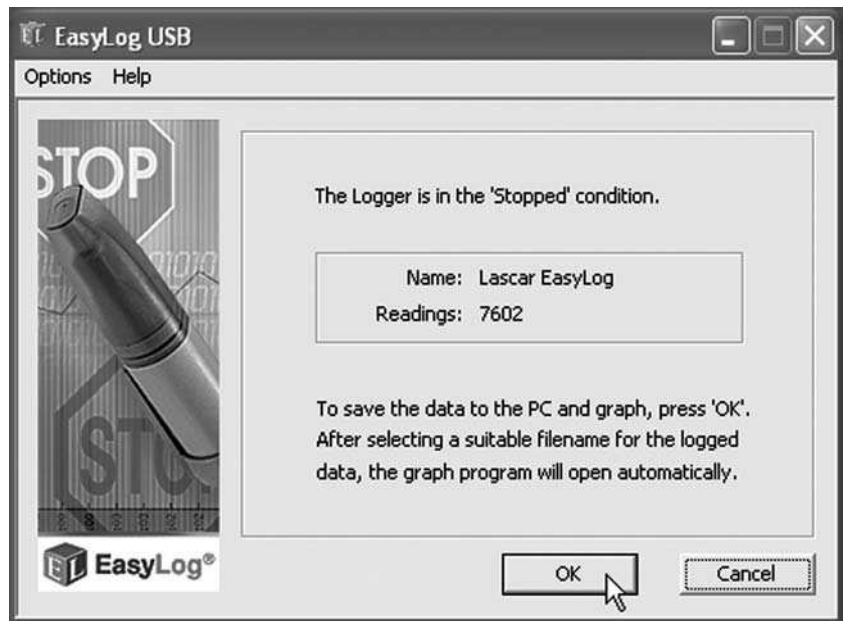 EasyLog USB
Options Help
STOP
The Logger is in the 'Stopped' condition.
Name: Lascar EasyLog
Readings: 7602
To save the data to the PC and graph, press 'OK'.
After selecting a suitable filename for the logged
data, the graph program will open automatically.
EL EasyLog®
OK Cancel